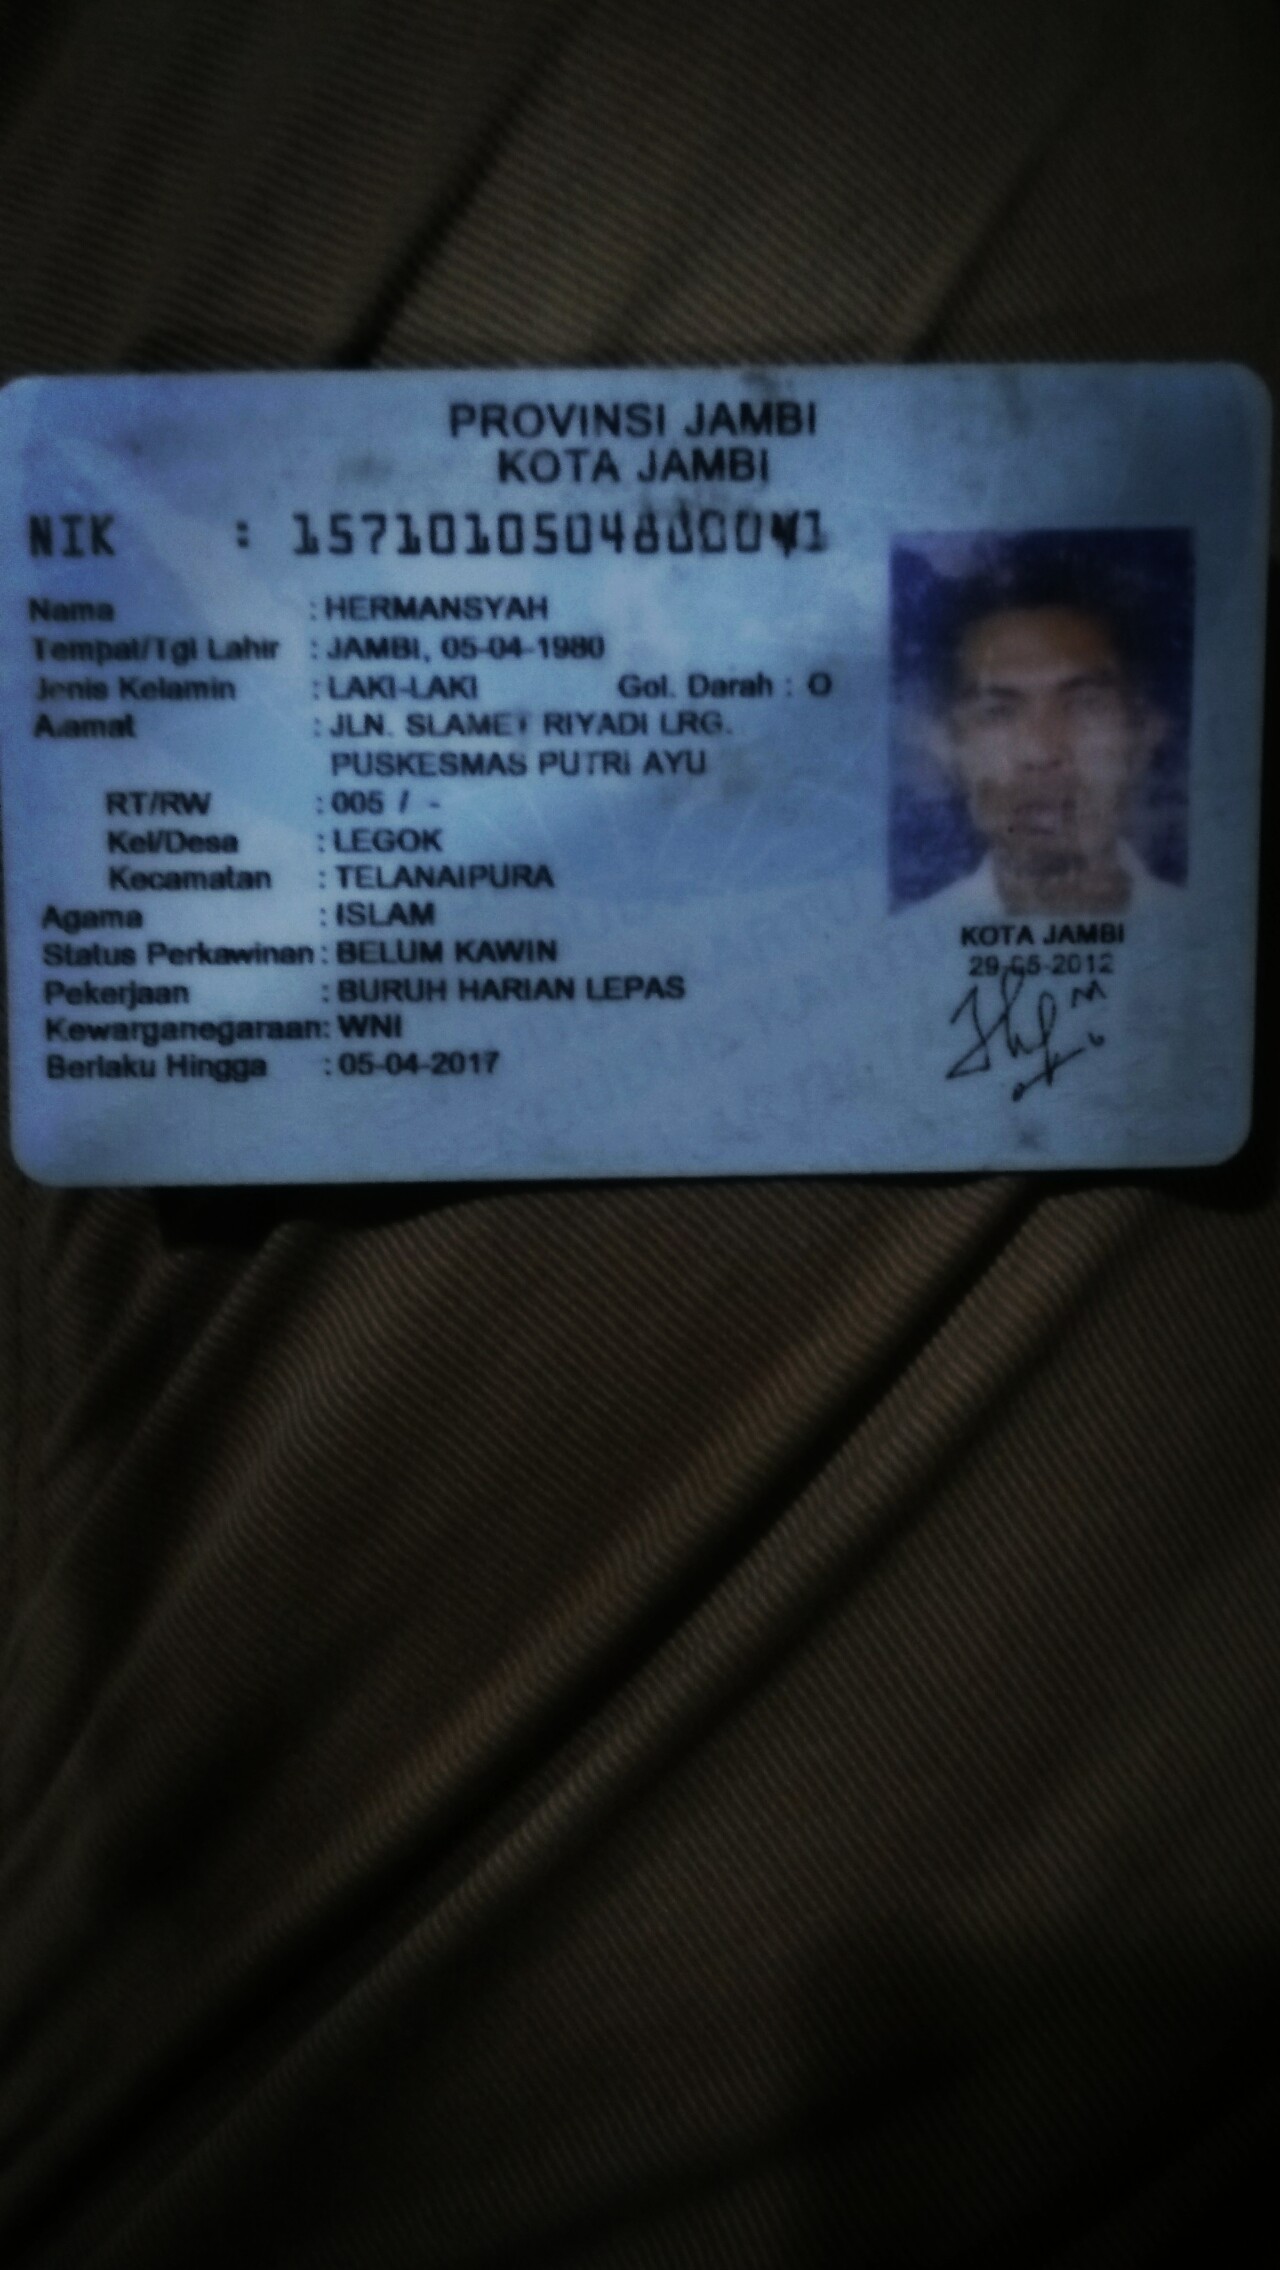 PROVINSI JAMBI
KOTA JAMBI
NIK :
Nama : HERMANSYAH
Tempat/Tgl Lahir : JAMBI, 05-04-1980
Jenis Kelamin : LAKI-LAKI Gol. Darah : O
Alamat : JLN. SLAMET RIYADI LRG.
PUSKESMAS PUTRI AYU
RT/RW : 005 / -
Kel/Desa : LEGOK
Kecamatan : TELANAIPURA
Agama : ISLAM
Status Perkawinan : BELUM KAWIN
Pekerjaan : BURUH HARIAN LEPAS
Kewarganegaraan: WNI
Berlaku Hingga : 05-04-2017
KOTA JAMBI
29-05-2012